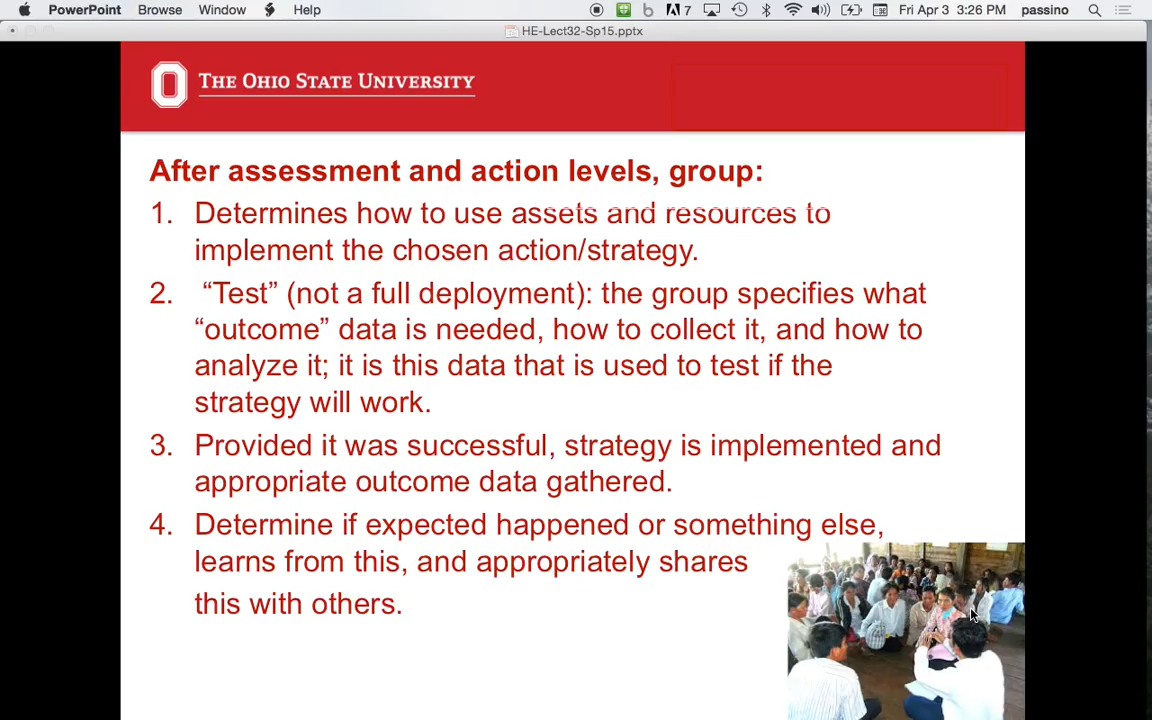 PowerPoint Browse Window Help 7 Fri Apr 3 3:26 PM passino
HE-Lect32-Sp15.pptx
THE OHIO STATE UNIVERSITY
After assessment and action levels, group:
1. Determines how to use assets and resources to
implement the chosen action/strategy.
2. “Test” (not a full deployment): the group specifies what
“outcome” data is needed, how to collect it, and how to
analyze it; it is this data that is used to test if the
strategy will work.
3. Provided it was successful, strategy is implemented and
appropriate outcome data gathered.
4. Determine if expected happened or something else,
learns from this, and appropriately shares
this with others.